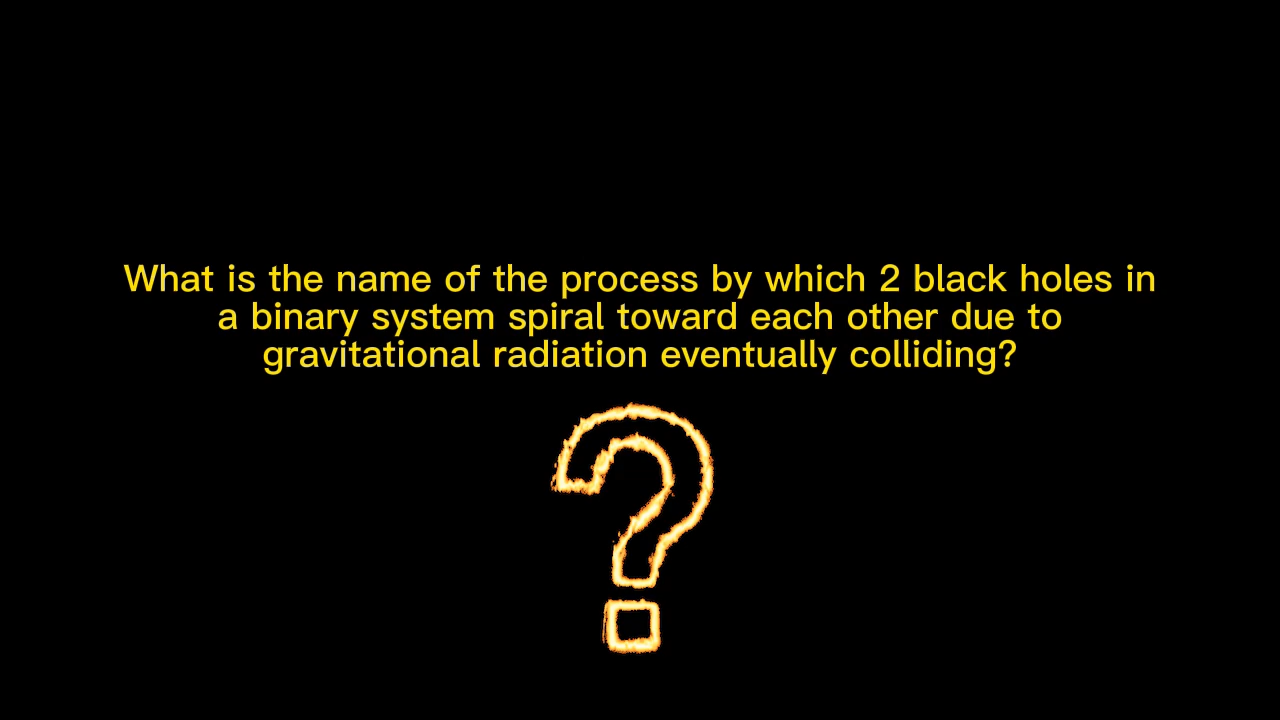 What is the name of the process by which 2 black holes in
a binary system spiral toward each other due to
gravitational radiation eventually colliding?
?